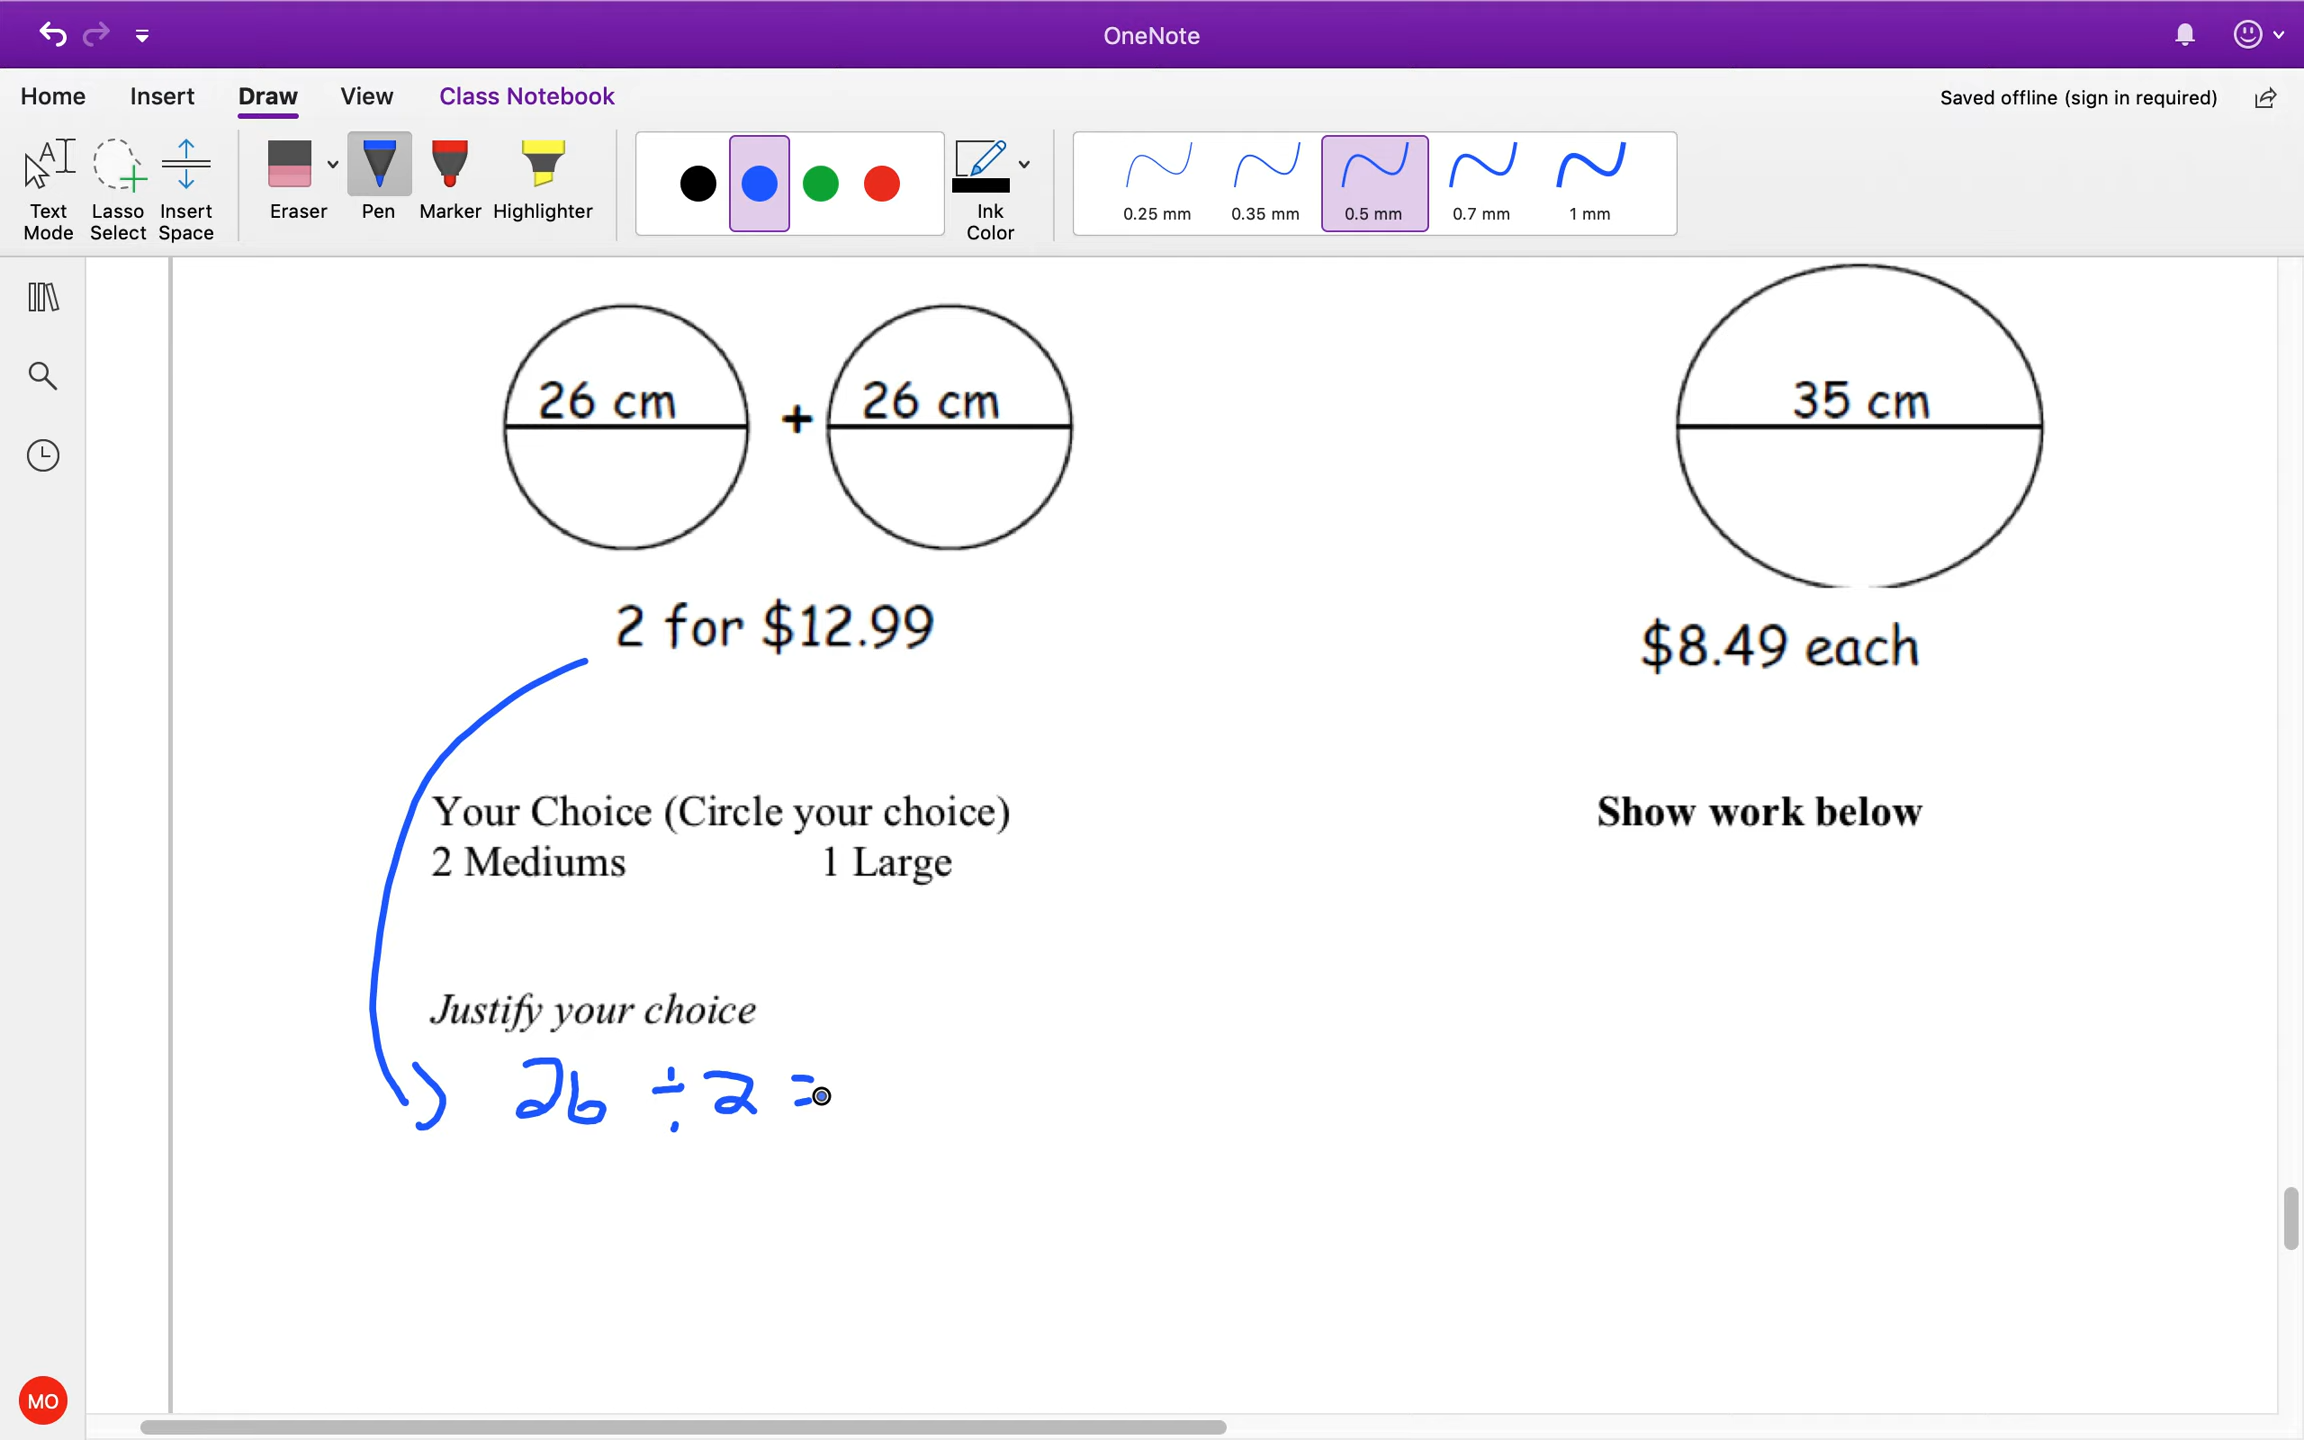 OneNote
Home Insert Draw View Class Notebook
Saved offline (sign in required)
Text Mode
Lasso Select
Insert Space
Eraser
Pen
Marker
Highlighter
Ink Color
0.25 mm
0.35 mm
0.5 mm
0.7 mm
1 mm
26 cm + 26 cm
35 cm
2 for $12.99
$8.49 each
Your Choice (Circle your choice)
2 Mediums 1 Large
Show work below
Justify your choice
26 ÷ 2 =
MO